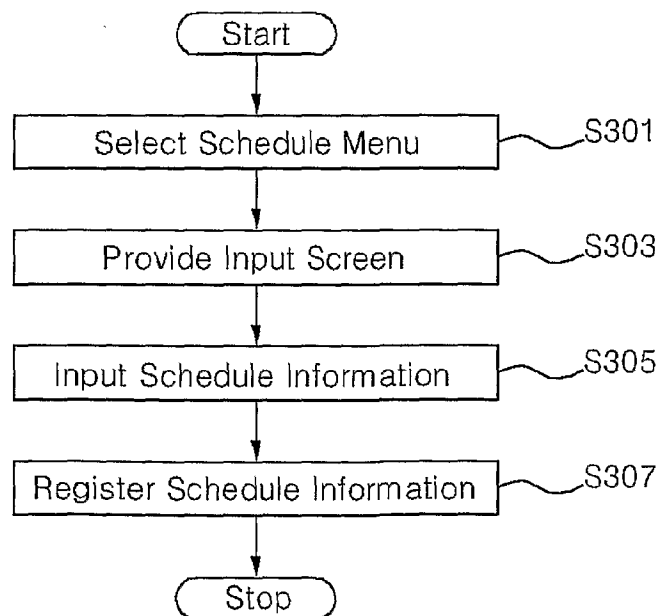 Start
Select Schedule Menu S301
Provide Input Screen S303
Input Schedule Information S305
Register Schedule Information S307
Stop